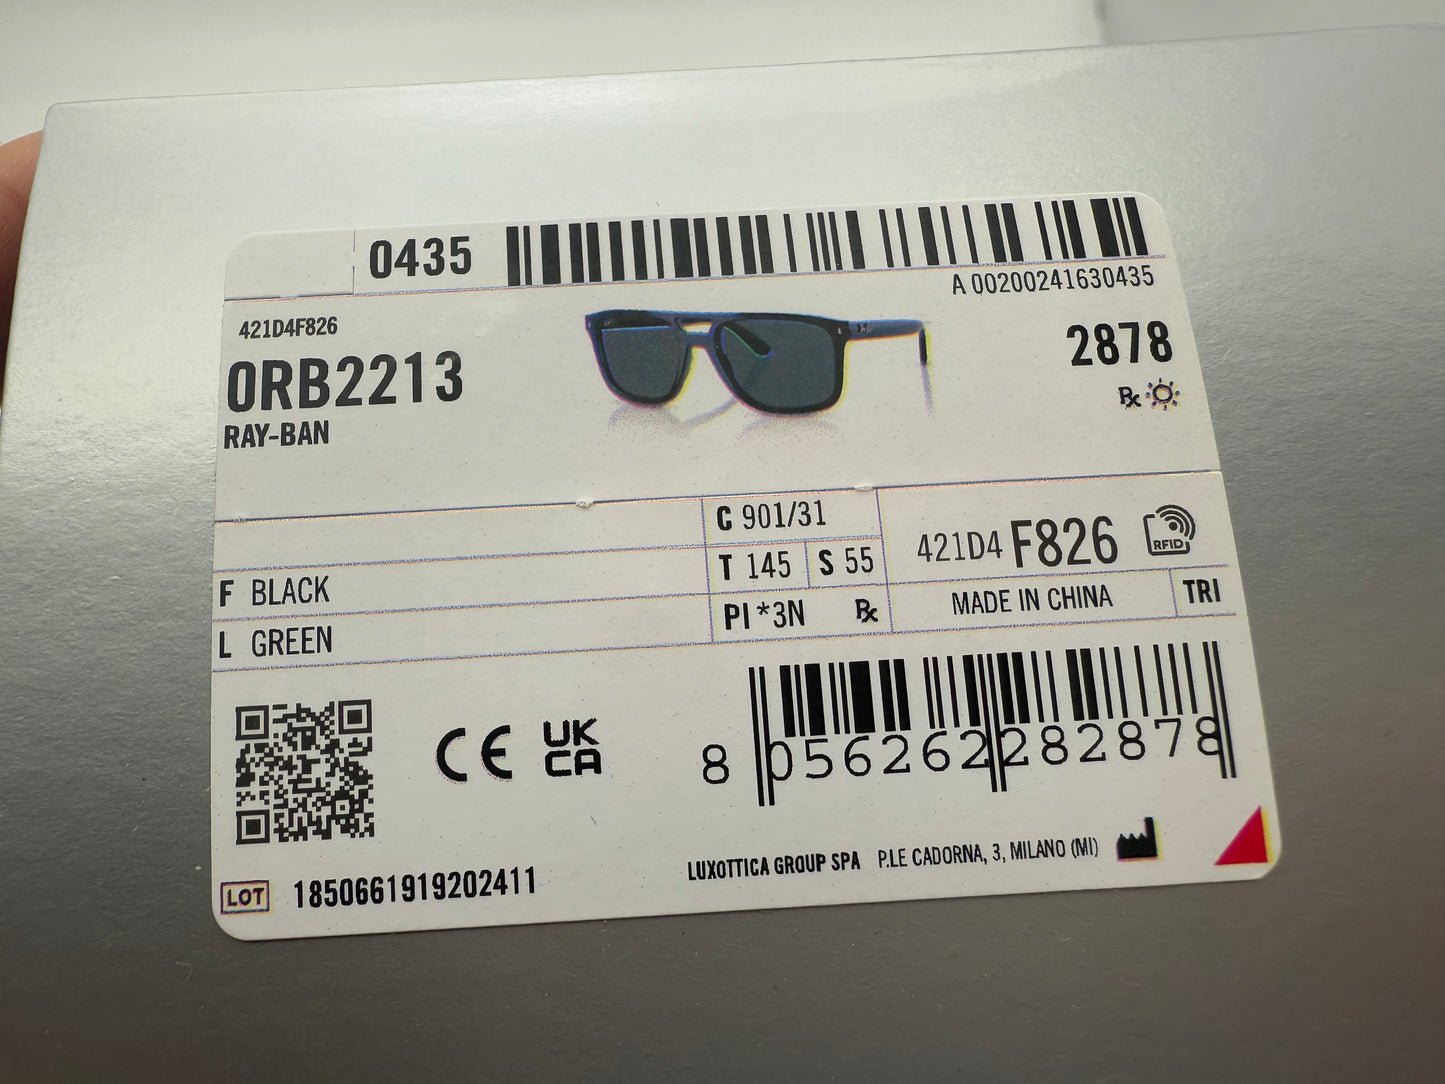 0435
A 00200241630435
421D4F826
0RB2213
RAY-BAN
2878
Rx
C 901/31
T 145 S 55
F BLACK
PI *3N Rx
L GREEN
421D4 F826
RFID
MADE IN CHINA
TRI
CE UK
CA
8 056262 282878
LUXOTTICA GROUP SPA P.LE CADORNA, 3, MILANO (MI)
LOT 1850661919202411